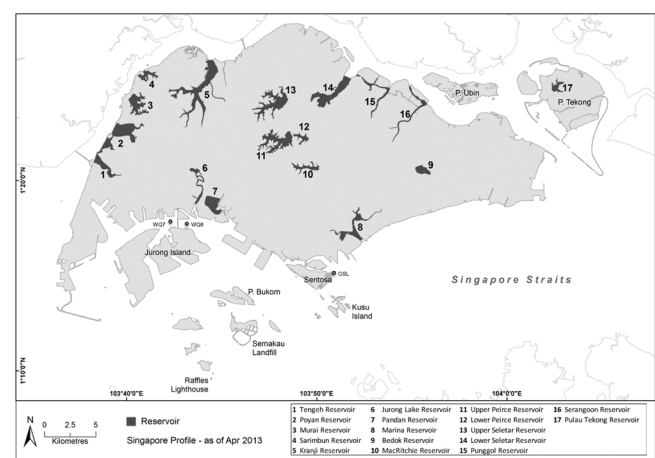 1°20'0"N
1°10'0"N
4
3
2
1
5
13
14
15
16
P. Ubin
17
P. Tekong
12
11
10
9
6
7
8
WQ7
WQ8
Jurong Island
Sentosa
OSL
P. Bukom
Kusu
Island
Semakau
Landfill
Raffles
Lighthouse
Singapore Straits
103°40'0"E
103°50'0"E
104°0'0"E
N
0 2.5 5
Kilometres
Reservoir
Singapore Profile - as of Apr 2013
1 Tengeh Reservoir
2 Poyan Reservoir
3 Murai Reservoir
4 Sarimbun Reservoir
5 Kranji Reservoir
6 Jurong Lake Reservoir
7 Pandan Reservoir
8 Marina Reservoir
9 Bedok Reservoir
10 MacRitchie Reservoir
11 Upper Peirce Reservoir
12 Lower Peirce Reservoir
13 Upper Seletar Reservoir
14 Lower Seletar Reservoir
15 Punggol Reservoir
16 Serangoon Reservoir
17 Pulau Tekong Reservoir